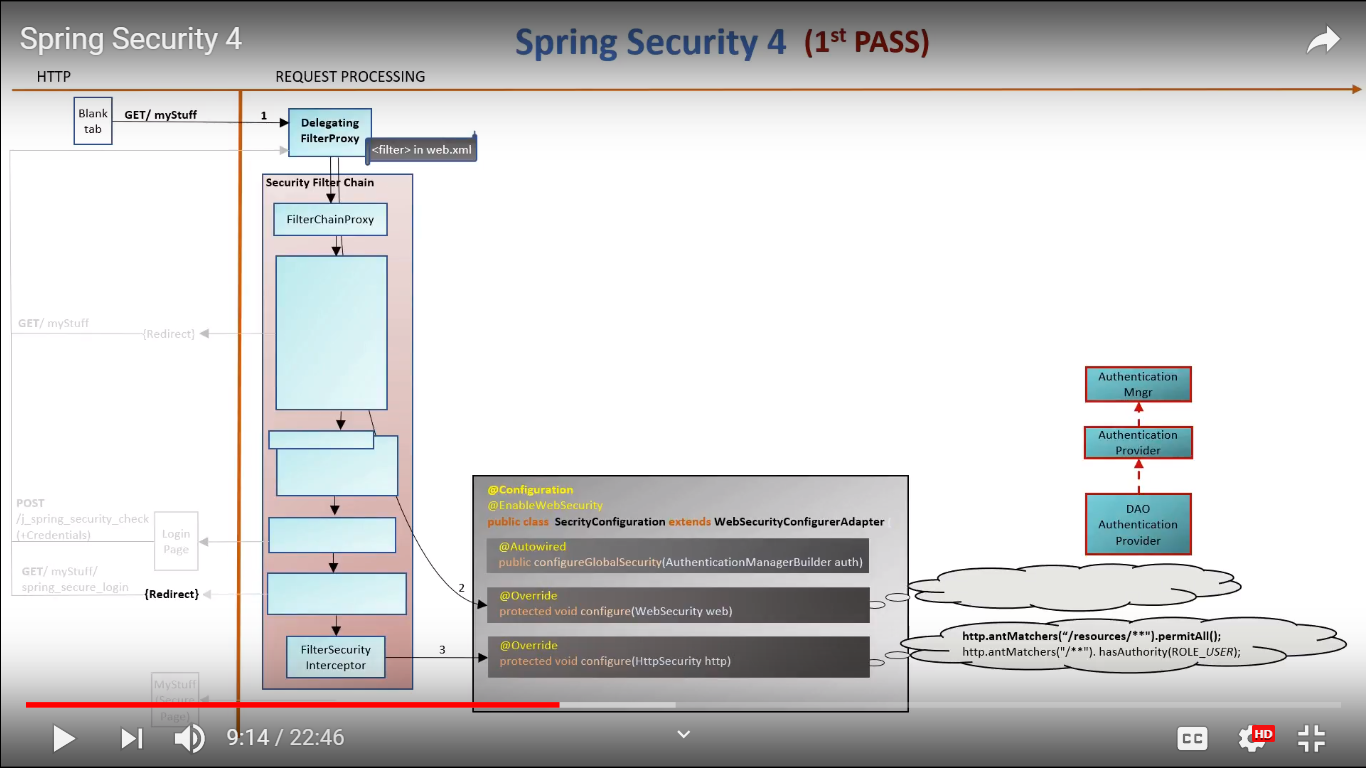 Spring Security 4
Spring Security 4 (1st PASS)
HTTP
REQUEST PROCESSING
Blank
tab
GET/ myStuff
1
Delegating
FilterProxy
<filter> in web.xml
Security Filter Chain
FilterChainProxy
GET/ myStuff
{Redirect}
POST
/j_spring_security_check
(+Credentials)
Login
Page
GET/ myStuff/
spring_secure_login
{Redirect}
FilterSecurity
Interceptor
MyStuff
(Secure
Page)
2
3
@Configuration
@EnableWebSecurity
public class SecrityConfiguration extends WebSecurityConfigurerAdapter {
@Autowired
public configureGlobalSecurity(AuthenticationManagerBuilder auth)
@Override
protected void configure(WebSecurity web)
@Override
protected void configure(HttpSecurity http)
Authentication
Mngr
Authentication
Provider
DAO
Authentication
Provider
http.antMatchers("/resources/**").permitAll();
http.antMatchers("/**"). hasAuthority(ROLE_USER);
9:14 / 22:46
CC
HD